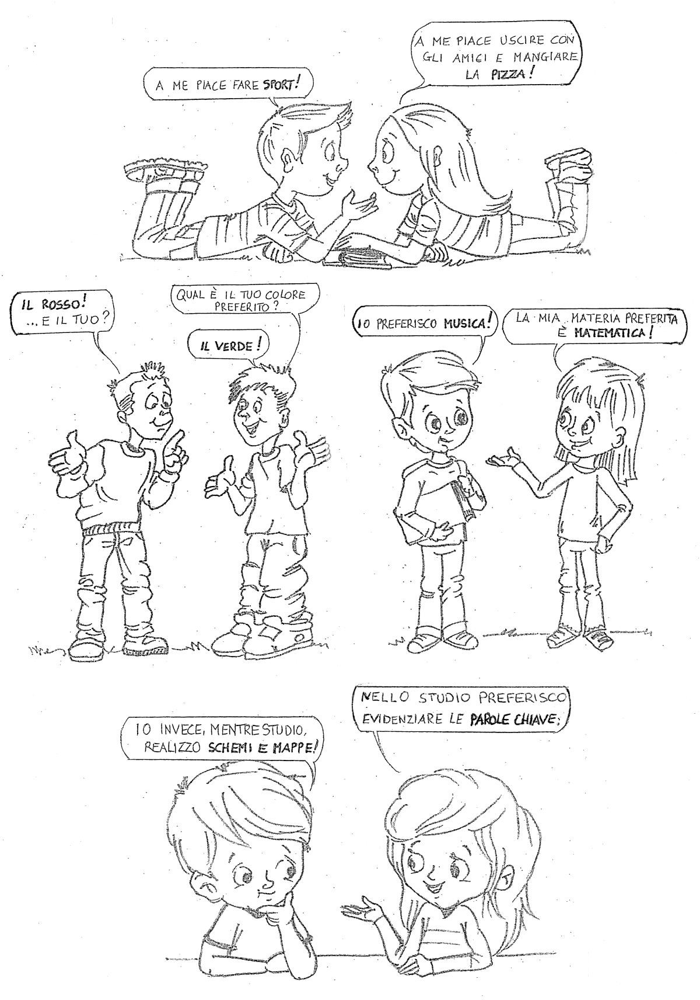 A ME PIACE FARE SPORT!
A ME PIACE USCIRE CON
GLI AMICI E MANGIARE
LA PIZZA!
QUAL È IL TUO COLORE
PREFERITO?
IL ROSSO!
... E IL TUO?
IL VERDE!
LA MIA MATERIA PREFERITA
È MATEMATICA!
IO PREFERISCO MUSICA!
NELLO STUDIO PREFERISCO
EVIDENZIARE LE PAROLE CHIAVE;
IO INVECE, MENTRE STUDIO,
REALIZZO SCHEMI E MAPPE!